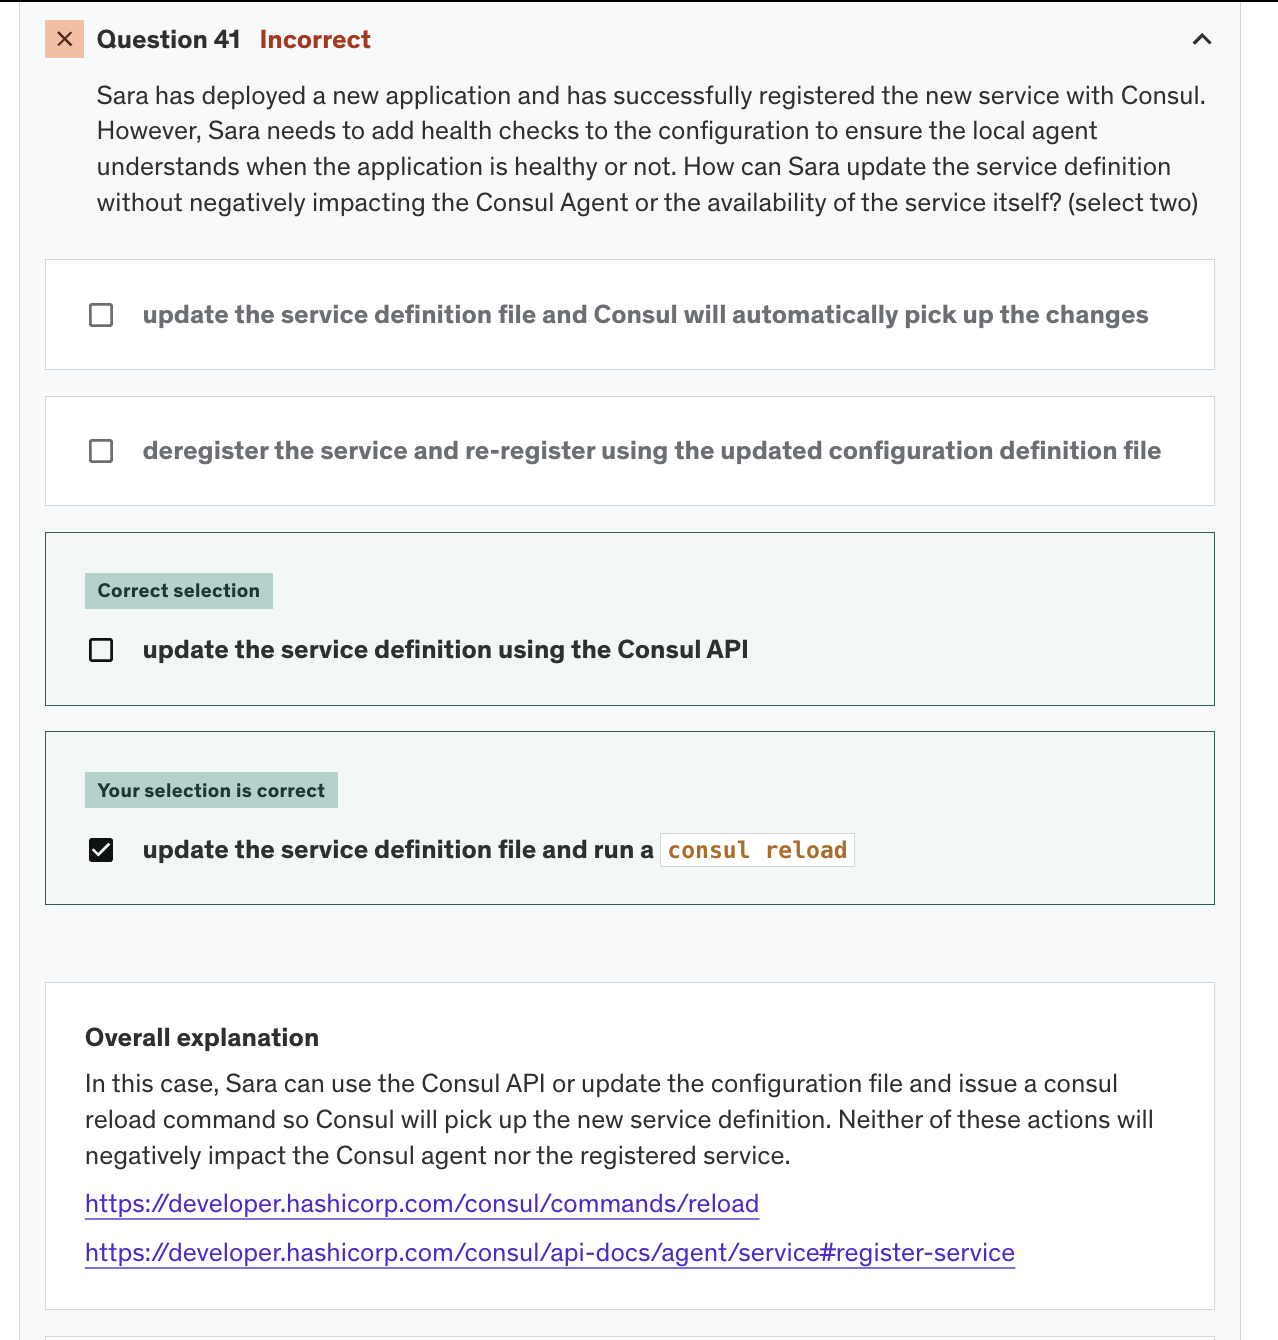 Question 41 Incorrect
Sara has deployed a new application and has successfully registered the new service with Consul.
However, Sara needs to add health checks to the configuration to ensure the local agent
understands when the application is healthy or not. How can Sara update the service definition
without negatively impacting the Consul Agent or the availability of the service itself? (select two)
update the service definition file and Consul will automatically pick up the changes
deregister the service and re-register using the updated configuration definition file
Correct selection
update the service definition using the Consul API
Your selection is correct
update the service definition file and run a consul reload
Overall explanation
In this case, Sara can use the Consul API or update the configuration file and issue a consul
reload command so Consul will pick up the new service definition. Neither of these actions will
negatively impact the Consul agent nor the registered service.
https://developer.hashicorp.com/consul/commands/reload
https://developer.hashicorp.com/consul/api-docs/agent/service#register-service